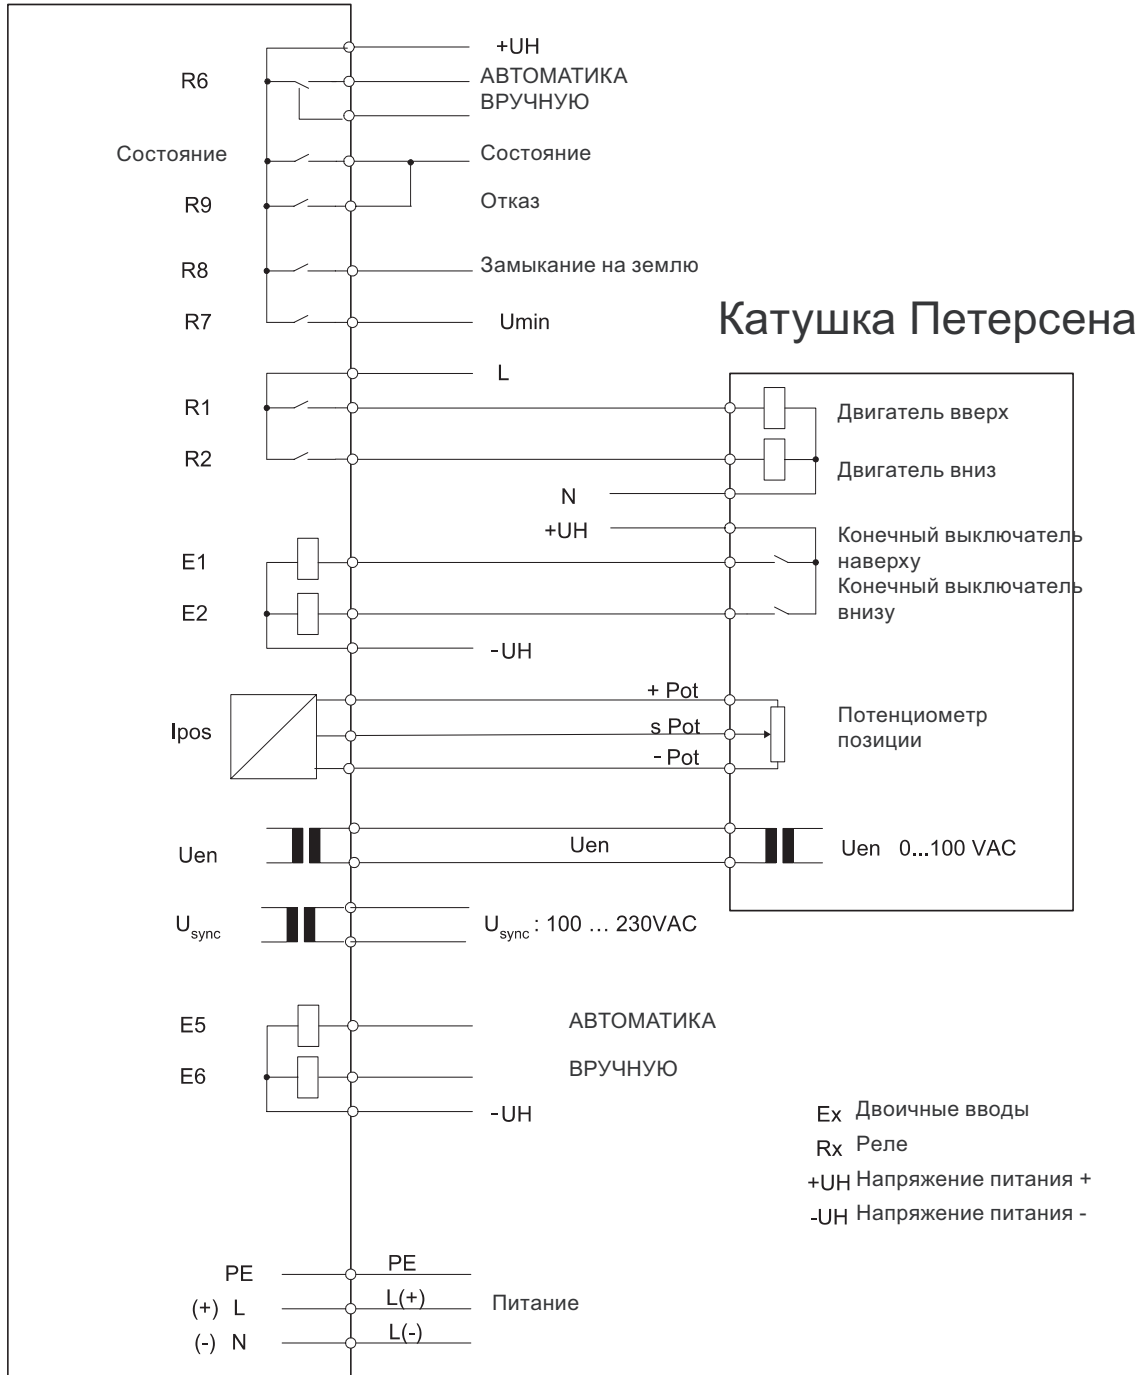 +UH
R6
АВТОМАТИКА
ВРУЧНУЮ
Состояние
Состояние
R9
Отказ
R8
Замыкание на землю
R7
Umin
Катушка Петерсена
L
R1
Двигатель вверх
R2
Двигатель вниз
N
+UH
Конечный выключатель
наверху
E1
Конечный выключатель
внизу
E2
-UH
+ Pot
Ipos
s Pot
- Pot
Потенциометр
позиции
Uen
Uen
Uen 0...100 VAC
Usync
Usync : 100 ... 230VAC
E5
АВТОМАТИКА
E6
ВРУЧНУЮ
-UH
Ex Двоичные вводы
Rx Реле
+UH Напряжение питания +
-UH Напряжение питания -
PE
PE
(+) L
L(+)
Питание
(-) N
L(-)